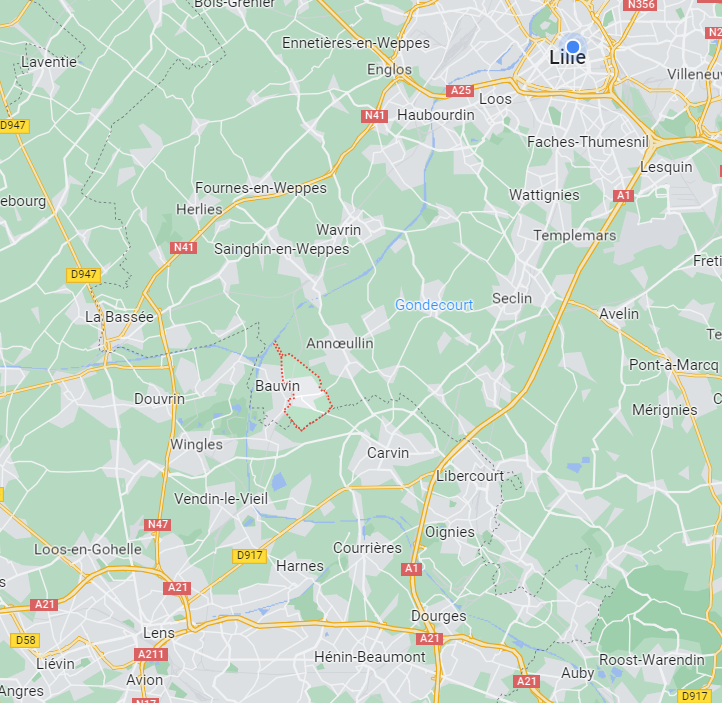 Bois-Grenier
N356
Ennetières-en-Weppes
N2
Laventie
Lille
Englos
Villeneuv
A25
Loos
D947
N41
Haubourdin
Faches-Thumesnil
Lesquin
Fournes-en-Weppes
Wattignies
A1
ebourg
Herlies
Wavrin
Templemars
N41
Sainghin-en-Weppes
Freti
D947
Seclin
Gondecourt
La Bassée
Avelin
Te
Annœullin
Pont-à-Marcq
Bauvin
Douvrin
C
Mérignies
Wingles
Carvin
Libercourt
Vendin-le-Vieil
N47
Oignies
Loos-en-Gohelle
Courrières
D917
Harnes
A1
s
A21
A21
Dourges
Lens
A21
D58
A211
Hénin-Beaumont
Liévin
Roost-Warendin
Avion
Auby
A21
Angres
D917
N17